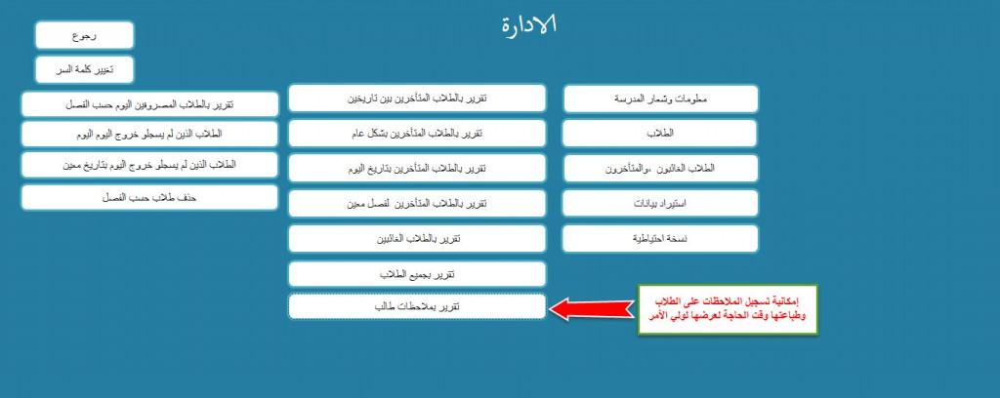 الادارة
رجوع
تغيير كلمة السر
معلومات وشعار المدرسة
الطلاب
الطلاب الغائبون ،والمتأخرون
استيراد بيانات
نسخة احتياطية
تقرير بالطلاب المتأخرين بين تاريخين
تقرير بالطلاب المتأخرين بشكل عام
تقرير بالطلاب المتأخرين بتاريخ اليوم
تقرير بالطلاب المتأخرين لفصل معين
تقرير بالطلاب الغائبين
تقرير بجميع الطلاب
تقرير بملاحظات طالب
تقرير بالطلاب المصروفين اليوم حسب الفصل
الطلاب الذين لم يسجلو خروج اليوم اليوم
الطلاب الذين لم يسجلو خروج اليوم بتاريخ معين
حذف طلاب حسب الفصل
إمكانية تسجيل الملاحظات على الطلاب
وطباعتها وقت الحاجة لعرضها لولي الأمر